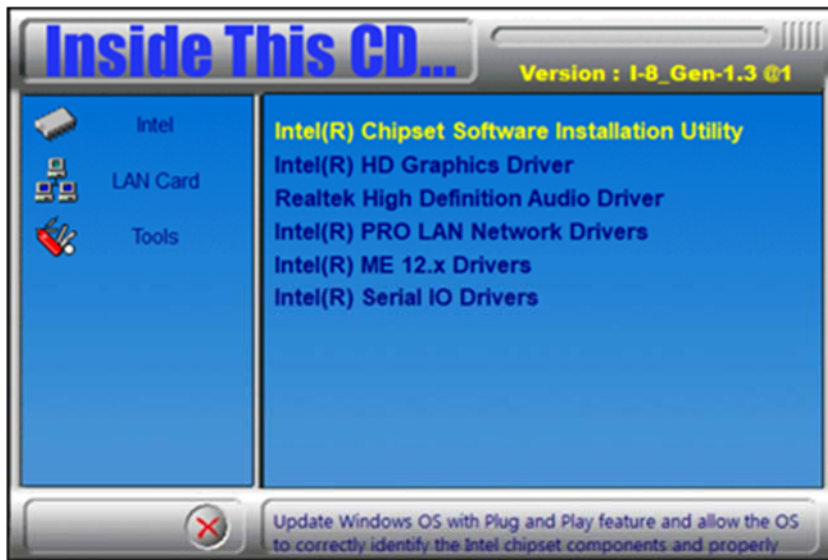 Inside This CD...
Version : I-8_Gen-1.3 @1
Intel
LAN Card
Tools
Intel(R) Chipset Software Installation Utility
Intel(R) HD Graphics Driver
Realtek High Definition Audio Driver
Intel(R) PRO LAN Network Drivers
Intel(R) ME 12.x Drivers
Intel(R) Serial IO Drivers
Update Windows OS with Plug and Play feature and allow the OS
to correctly identify the Intel chipset components and properly